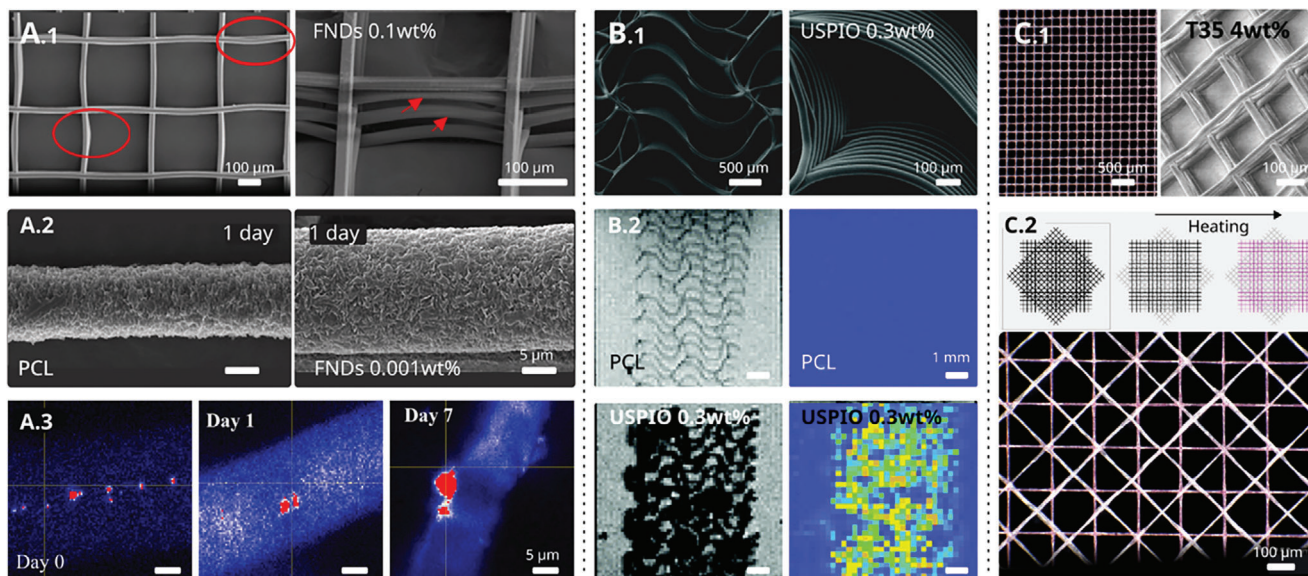 A.1
FNDs 0.1wt%
100 µm
100 µm
B.1
USPIO 0.3wt%
500 µm
100 µm
C.1
T35 4wt%
500 µm
100 µm
A.2
1 day
1 day
PCL
FNDs 0.001wt%
5 µm
B.2
PCL
1 mm
C.2
Heating
A.3
Day 0
Day 1
Day 7
5 µm
USPIO 0.3wt%
USPIO 0.3wt%
100 µm